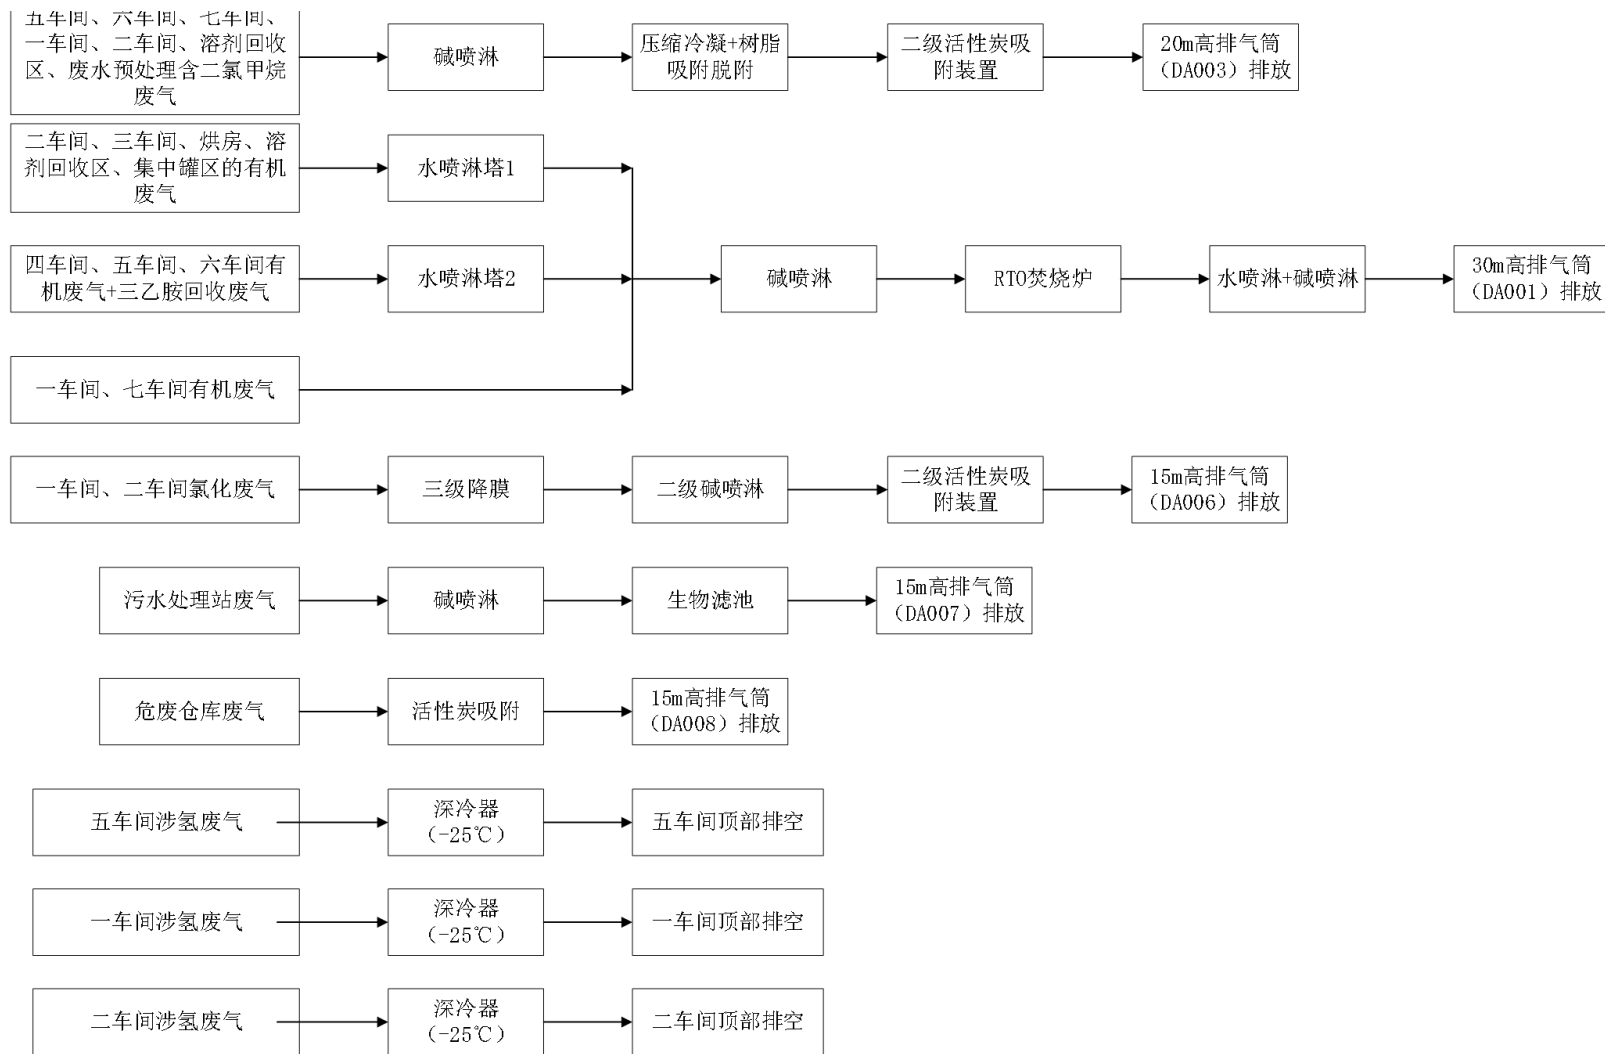 五车间、六车间、七车间、
一车间、二车间、溶剂回收
区、废水预处理含二氯甲烷
废气
碱喷淋
压缩冷凝+树脂
吸附脱附
二级活性炭吸
附装置
20m高排气筒
（DA003）排放
二车间、三车间、烘房、溶
剂回收区、集中罐区的有机
废气
水喷淋塔1
四车间、五车间、六车间有
机废气+三乙胺回收废气
水喷淋塔2
碱喷淋
RTO焚烧炉
水喷淋+碱喷淋
30m高排气筒
（DA001）排放
一车间、七车间有机废气
一车间、二车间氯化废气
三级降膜
二级碱喷淋
二级活性炭吸
附装置
15m高排气筒
（DA006）排放
污水处理站废气
碱喷淋
生物滤池
15m高排气筒
（DA007）排放
危废仓库废气
活性炭吸附
15m高排气筒
（DA008）排放
五车间涉氢废气
深冷器
（-25℃）
五车间顶部排空
一车间涉氢废气
深冷器
（-25℃）
一车间顶部排空
二车间涉氢废气
深冷器
（-25℃）
二车间顶部排空